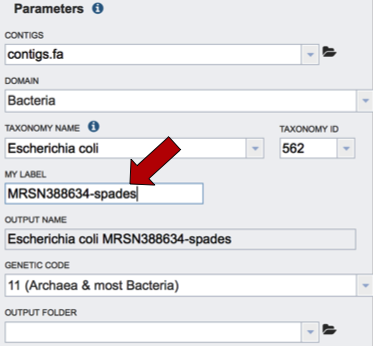 Parameters
CONTIGS
contigs.fa
DOMAIN
Bacteria
TAXONOMY NAME TAXONOMY ID
Escherichia coli 562
MY LABEL
MRSN388634-spades
OUTPUT NAME
Escherichia coli MRSN388634-spades
GENETIC CODE
11 (Archaea & most Bacteria)
OUTPUT FOLDER